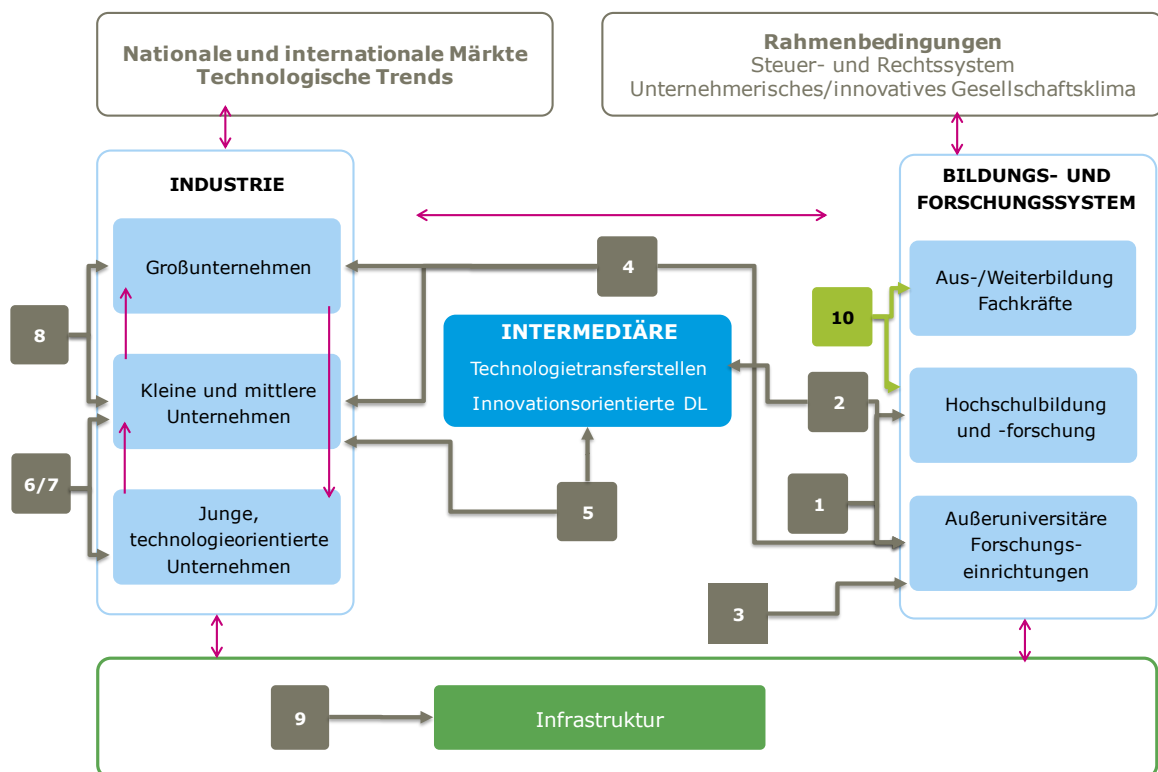 Nationale und internationale Märkte
Technologische Trends
Rahmenbedingungen
Steuer- und Rechtssystem
Unternehmerisches/innovatives Gesellschaftsklima
INDUSTRIE
Großunternehmen
Kleine und mittlere
Unternehmen
Junge,
technologieorientierte
Unternehmen
8
6/7
4
INTERMEDIÄRE
Technologietransferstellen
Innovationsorientierte DL
5
10
2
1
3
BILDUNGS- UND
FORSCHUNGSSYSTEM
Aus-/Weiterbildung
Fachkräfte
Hochschulbildung
und -forschung
Außeruniversitäre
Forschungs-
einrichtungen
9
Infrastruktur